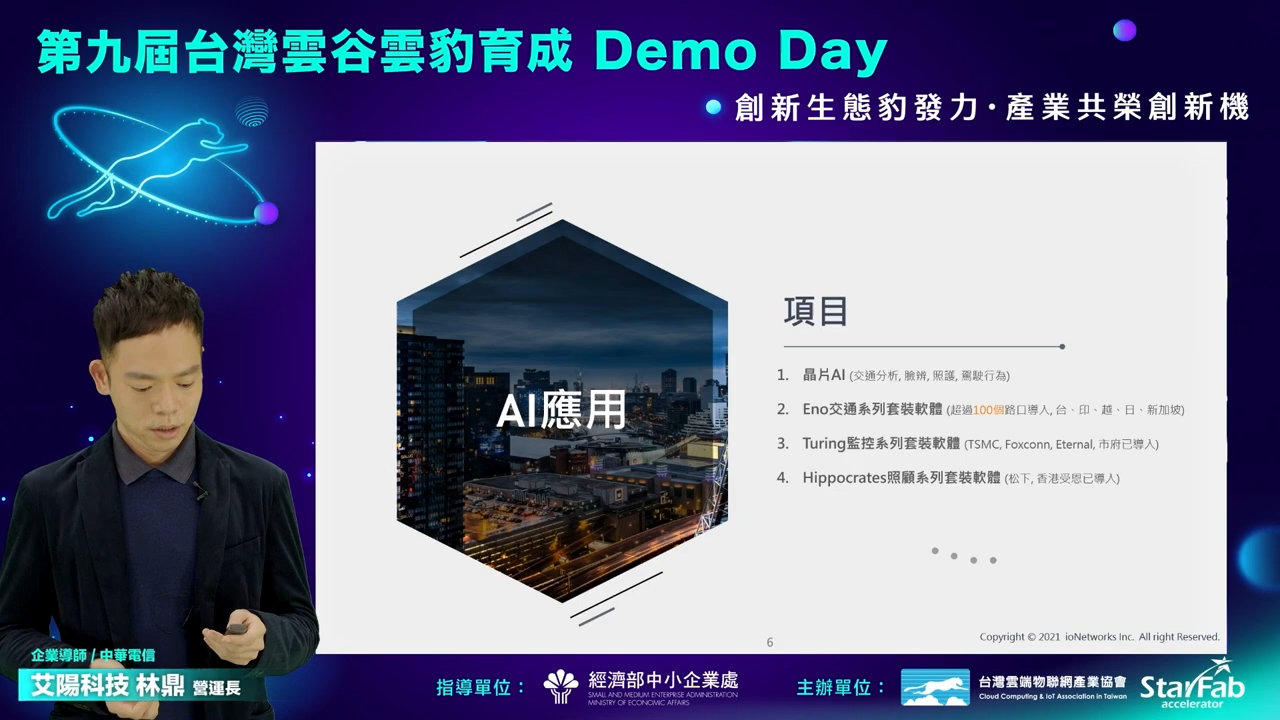 第九屆台灣雲谷雲豹育成 Demo Day
創新生態豹發力·產業共榮創新機
AI應用
項目
1. 晶片AI (交通分析, 臉辨, 照護, 駕駛行為)
2. Eno交通系列套裝軟體 (超過100個路口導入, 台、印、越、日、新加坡)
3. Turing監控系列套裝軟體 (TSMC, Foxconn, Eternal, 市府已導入)
4. Hippocrates照顧系列套裝軟體 (松下, 香港受恩已導入)
6
Copyright © 2021 ioNetworks Inc. All right Reserved.
企業導師 / 中華電信
艾陽科技 林鼎 營運長
指導單位：
經濟部中小企業處
SMALL AND MEDIUM ENTERPRISE ADMINISTRATION
MINISTRY OF ECONOMIC AFFAIRS
主辦單位：
台灣雲端物聯網產業協會
Cloud Computing & IoT Association in Taiwan
StarFab
accelerator